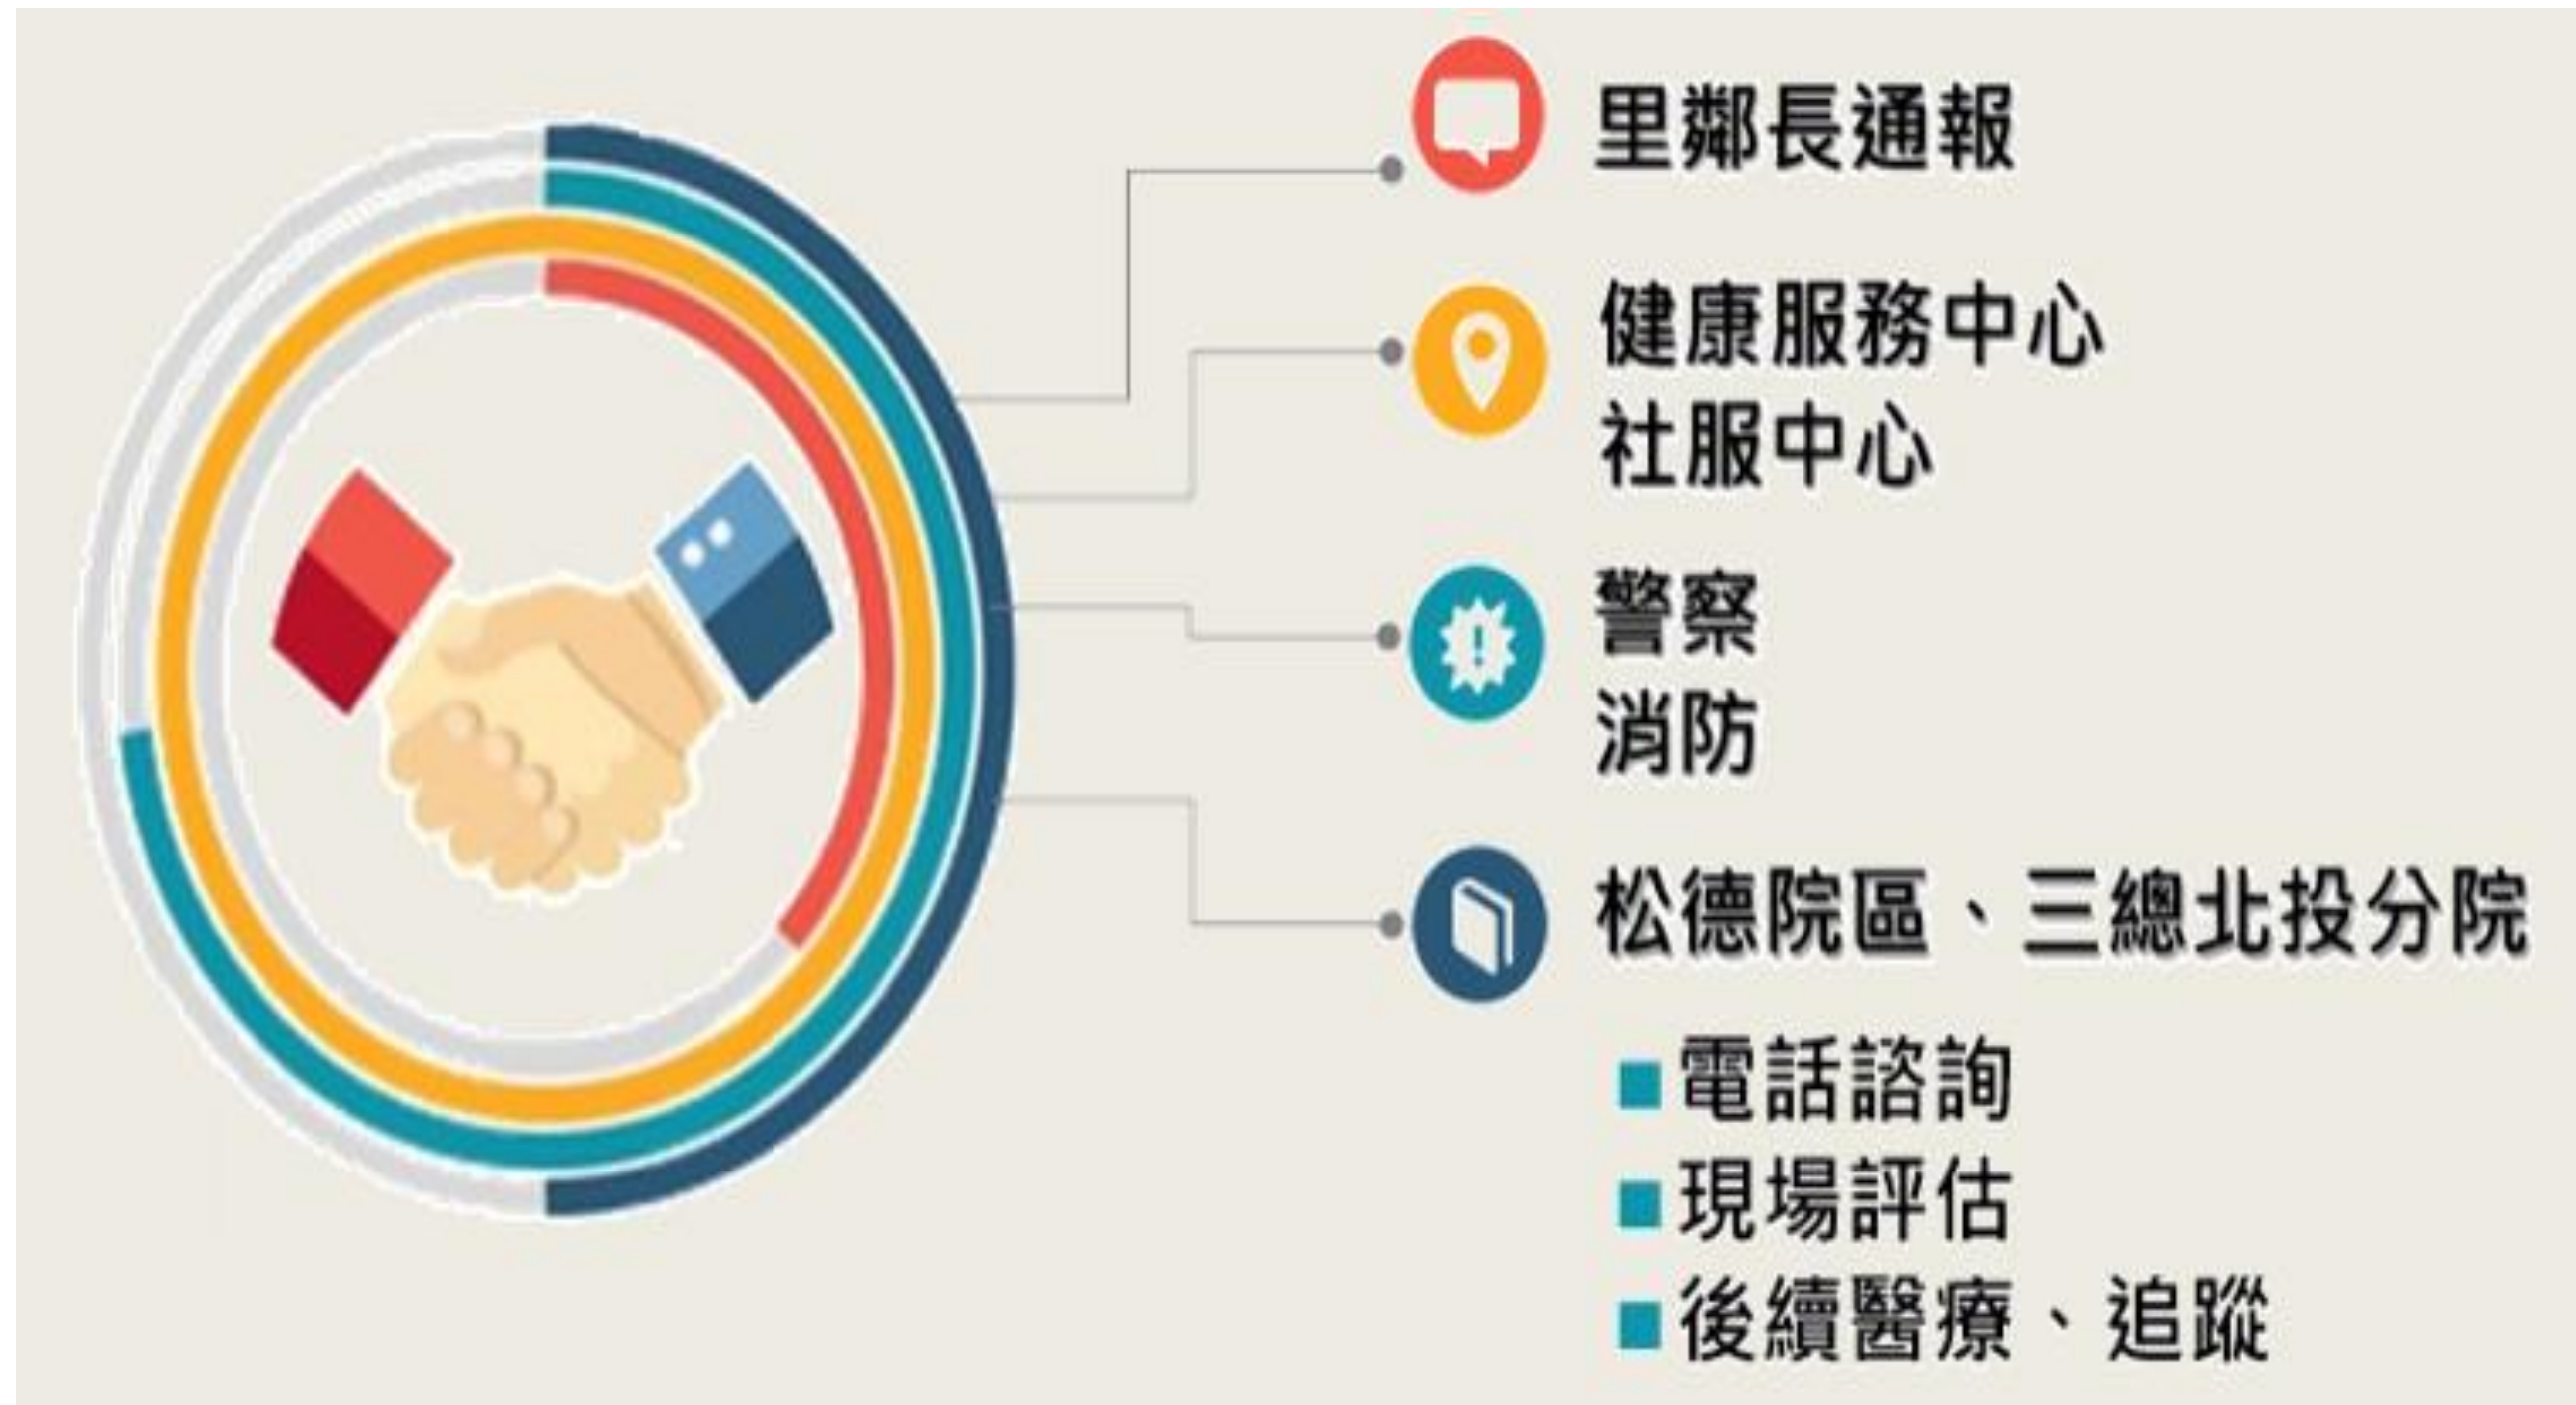 里鄰長通報
健康服務中心
社服中心
警察
消防
松德院區、三總北投分院
電話諮詢
現場評估
後續醫療、追蹤